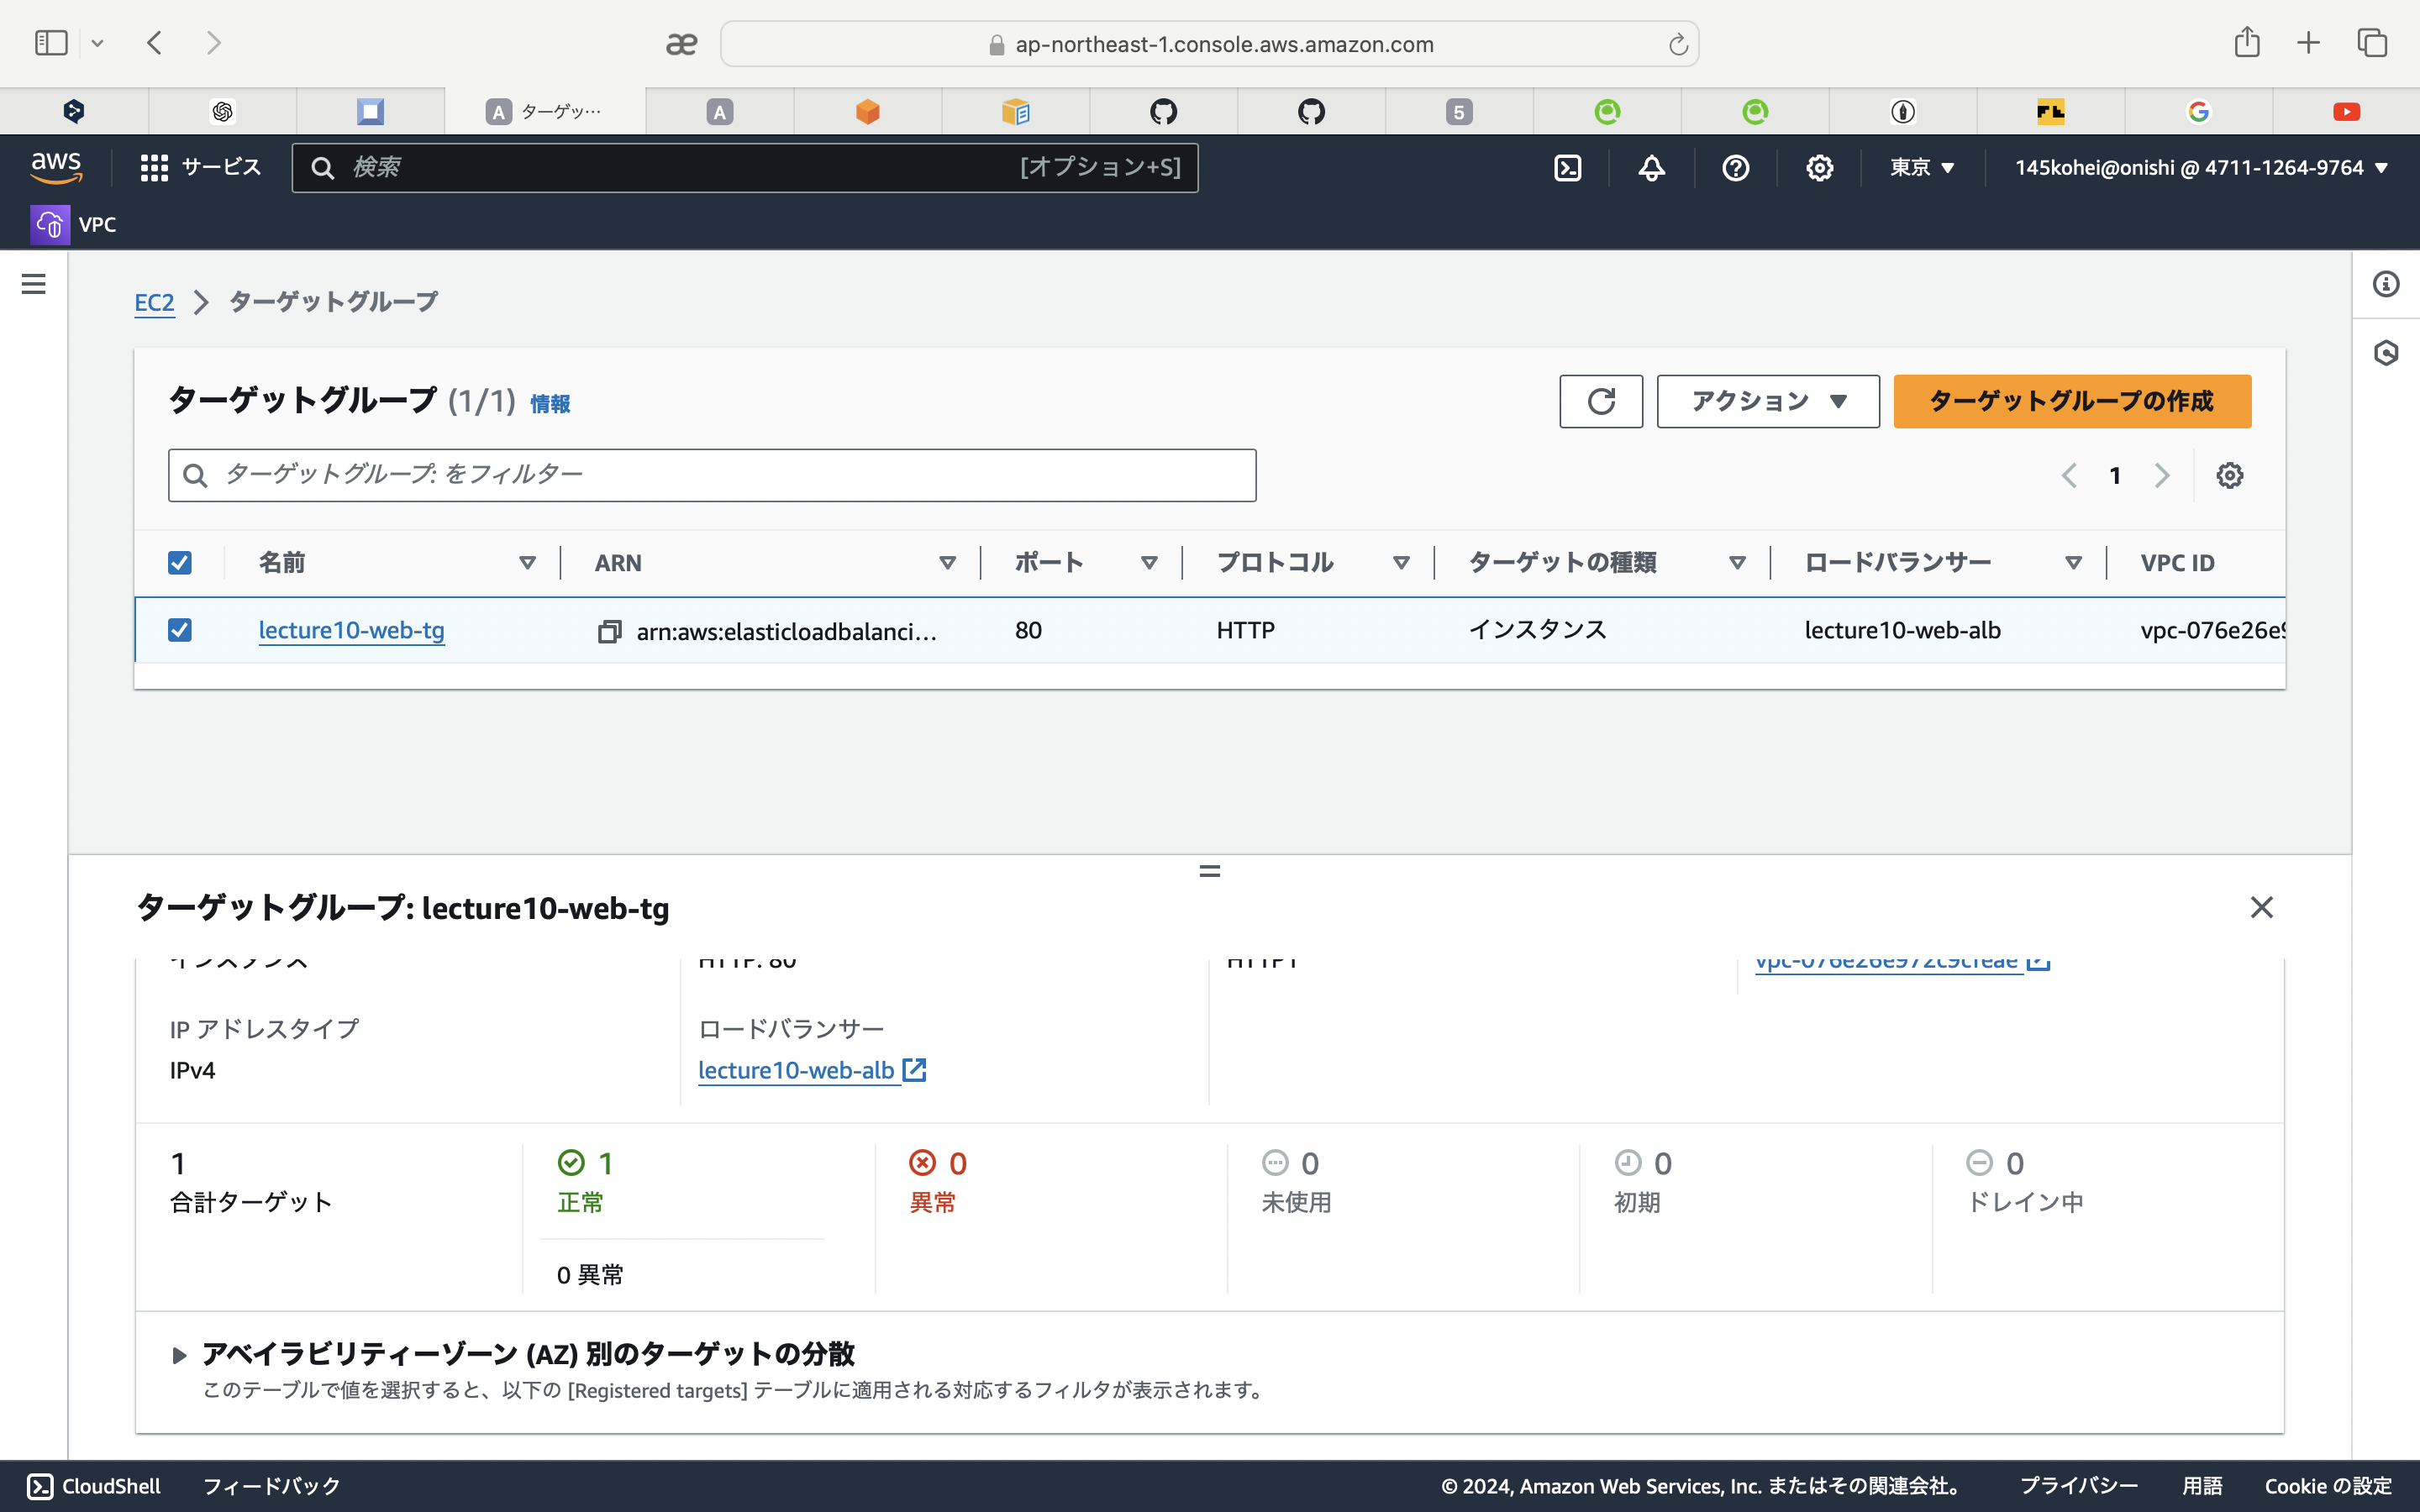 æ
ap-northeast-1.console.aws.amazon.com
A ターゲッ…
A
5
aws
サービス
検索 [オプション+S]
東京 ▼
145kohei@onishi @ 4711-1264-9764 ▼
VPC
EC2 > ターゲットグループ
ターゲットグループ (1/1) 情報
アクション ▼
ターゲットグループの作成
ターゲットグループ: をフィルター
1
名前 ARN ポート プロトコル ターゲットの種類 ロードバランサー VPC ID
lecture10-web-tg arn:aws:elasticloadbalanci... 80 HTTP インスタンス lecture10-web-alb vpc-076e26e9
ターゲットグループ: lecture10-web-tg
インスタンス HTTP: 80 HTTP1 vpc-076e26e972c9cfeae
IP アドレスタイプ ロードバランサー
IPv4 lecture10-web-alb
1 1 0 0 0 0
合計ターゲット 正常 異常 未使用 初期 ドレイン中
0 異常
アベイラビリティーゾーン (AZ) 別のターゲットの分散
このテーブルで値を選択すると、以下の [Registered targets] テーブルに適用される対応するフィルタが表示されます。
CloudShell フィードバック © 2024, Amazon Web Services, Inc. またはその関連会社。 プライバシー 用語 Cookie の設定